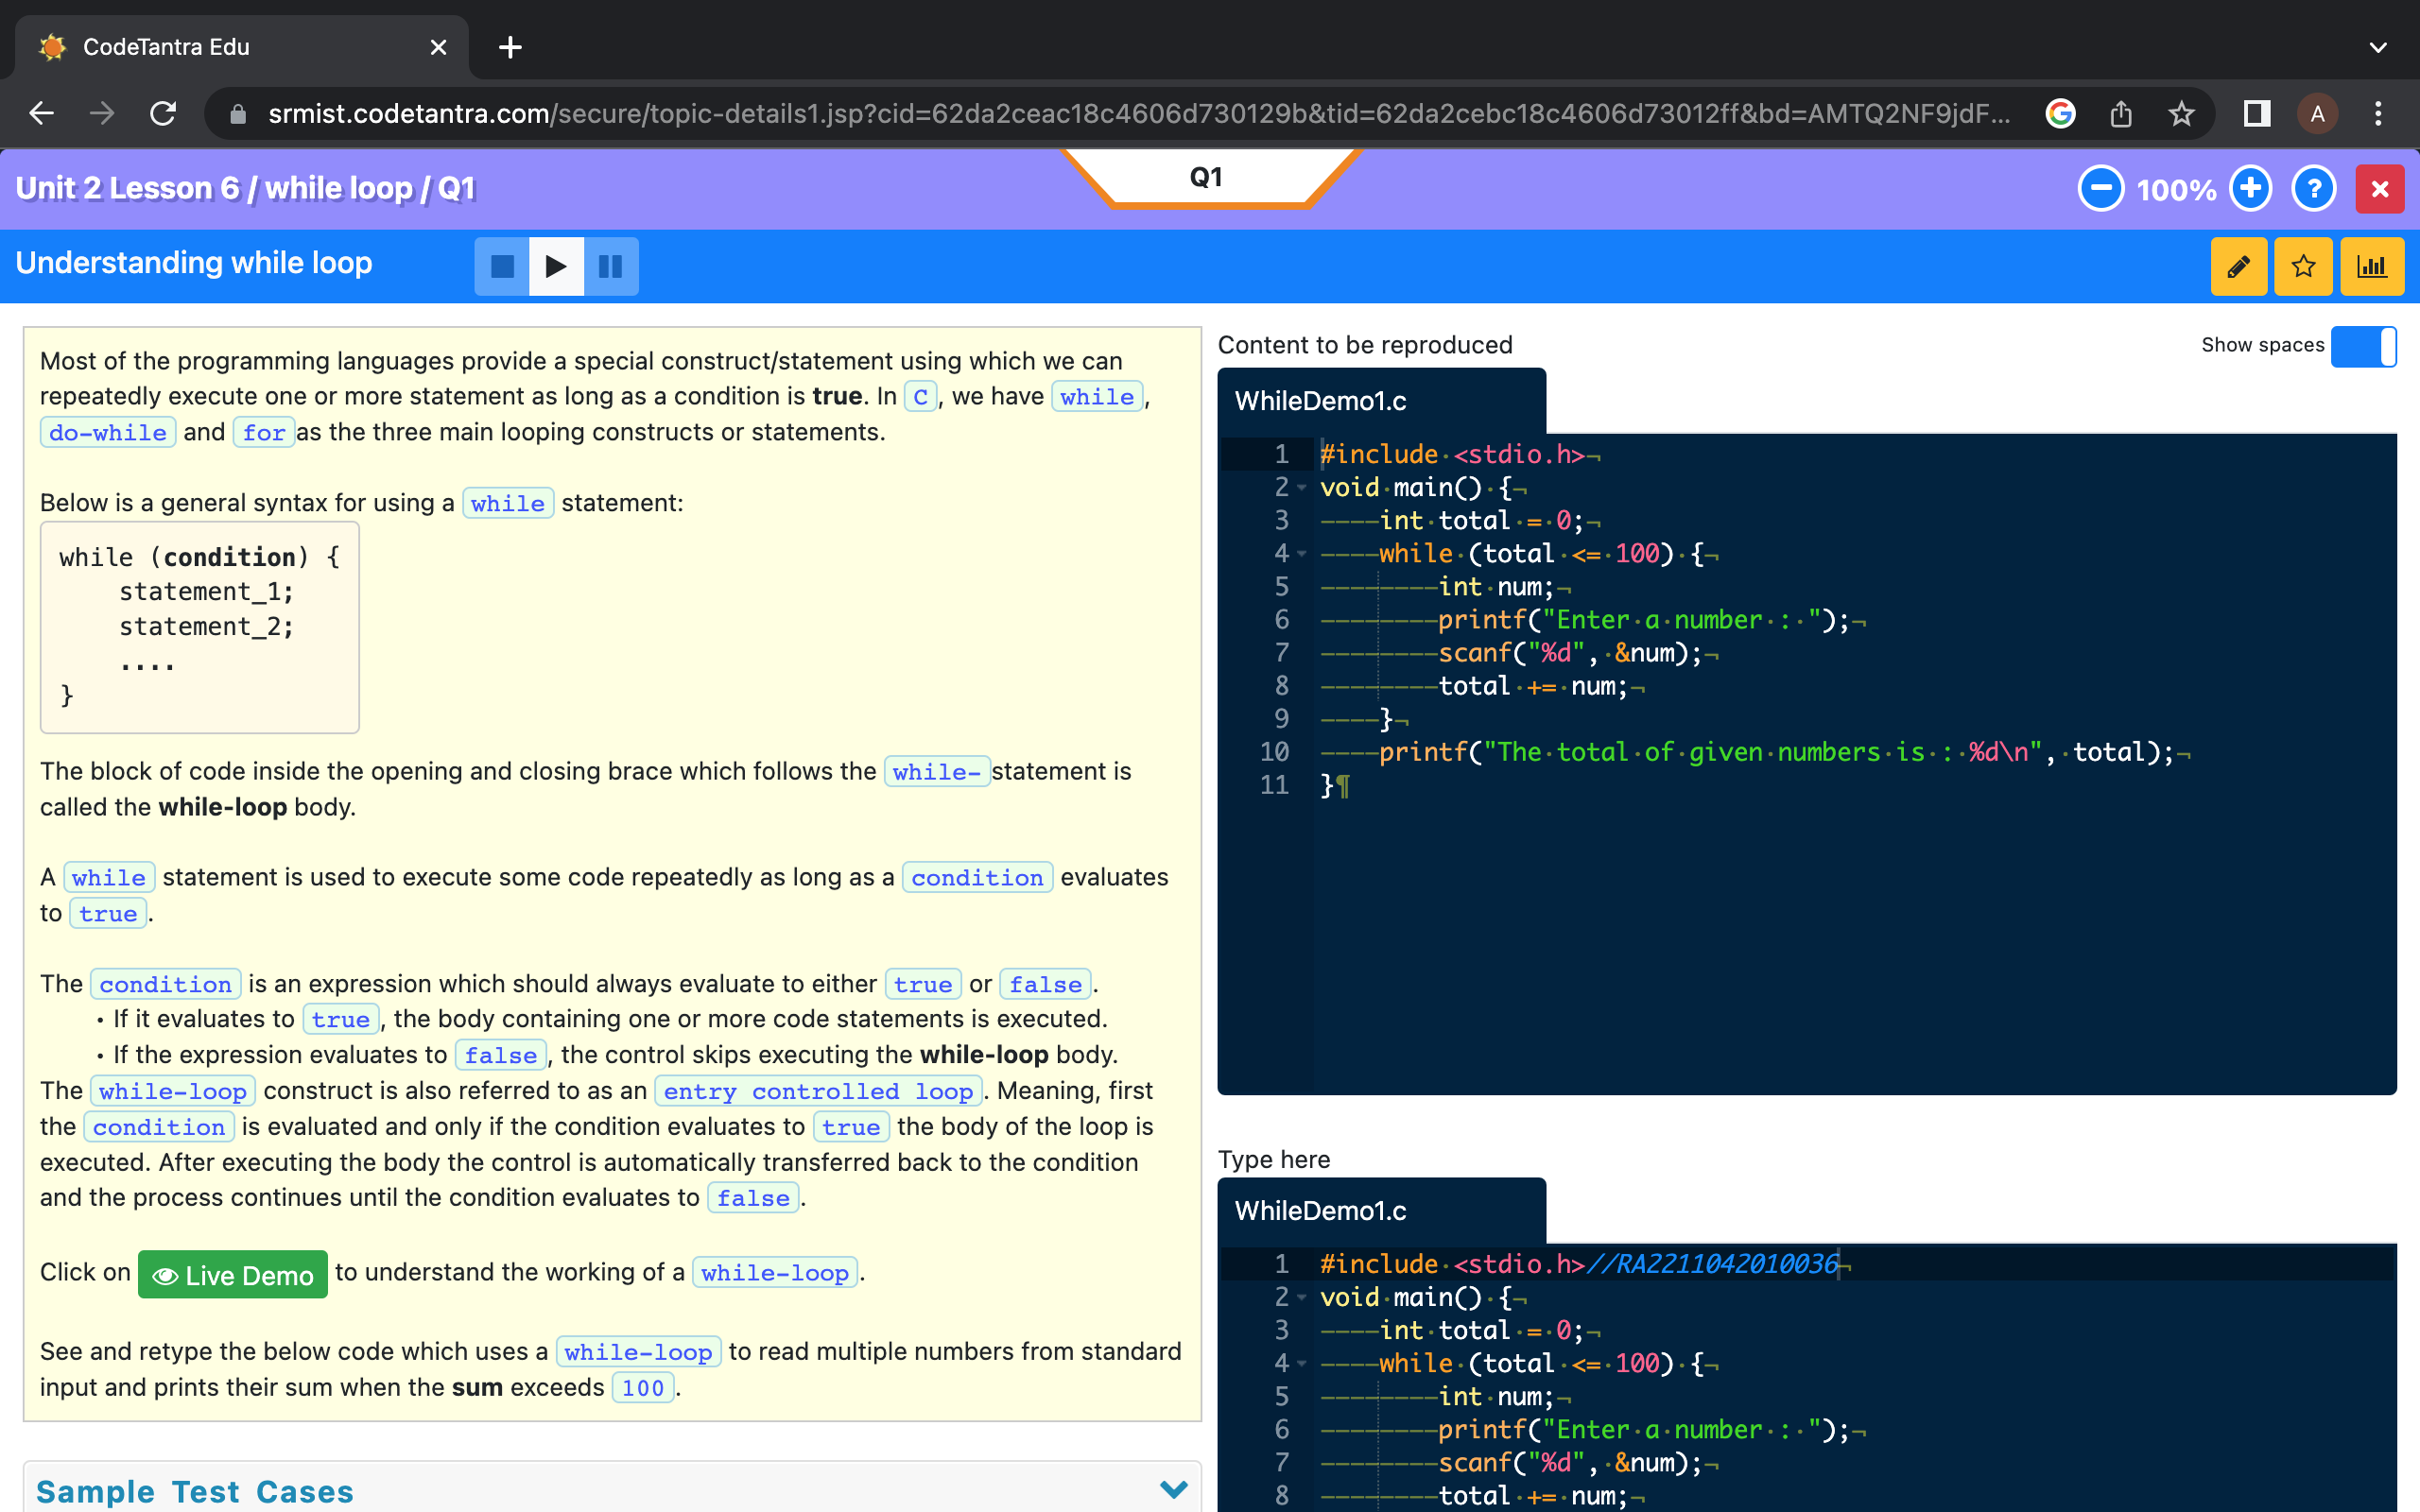 CodeTantra Edu
srmist.codetantra.com/secure/topic-details1.jsp?cid=62da2ceac18c4606d730129b&tid=62da2cebc18c4606d73012ff&bd=AMTQ2NF9jdF...
A
Unit 2 Lesson 6 / while loop / Q1
Q1
100%
?
Understanding while loop
Most of the programming languages provide a special construct/statement using which we can
repeatedly execute one or more statement as long as a condition is true. In C, we have while,
do-while and for as the three main looping constructs or statements.
Below is a general syntax for using a while statement:
while (condition) {
    statement_1;
    statement_2;
    ....
}
The block of code inside the opening and closing brace which follows the while- statement is
called the while-loop body.
A while statement is used to execute some code repeatedly as long as a condition evaluates
to true.
The condition is an expression which should always evaluate to either true or false.
• If it evaluates to true, the body containing one or more code statements is executed.
• If the expression evaluates to false, the control skips executing the while-loop body.
The while-loop construct is also referred to as an entry controlled loop. Meaning, first
the condition is evaluated and only if the condition evaluates to true the body of the loop is
executed. After executing the body the control is automatically transferred back to the condition
and the process continues until the condition evaluates to false.
Click on Live Demo to understand the working of a while-loop.
See and retype the below code which uses a while-loop to read multiple numbers from standard
input and prints their sum when the sum exceeds 100.
Sample Test Cases
Content to be reproduced
Show spaces
WhileDemo1.c
1 #include <stdio.h>
2 void main() {
3     int total = 0;
4     while (total <= 100) {
5         int num;
6         printf("Enter a number : ");
7         scanf("%d", &num);
8         total += num;
9     }
10     printf("The total of given numbers is : %d\n", total);
11 }
Type here
WhileDemo1.c
1 #include <stdio.h>//RA2211042010036
2 void main() {
3     int total = 0;
4     while (total <= 100) {
5         int num;
6         printf("Enter a number : ");
7         scanf("%d", &num);
8         total += num;